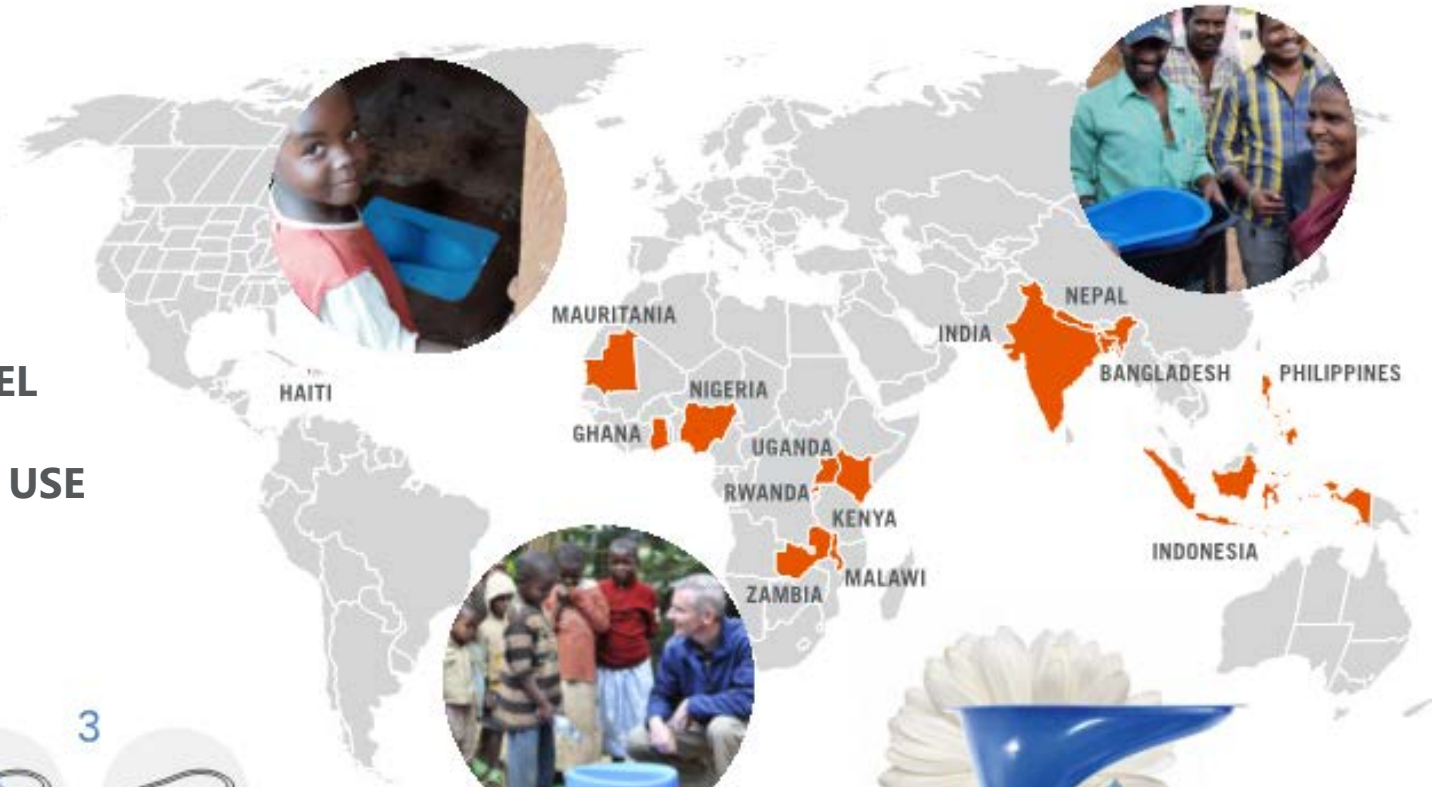 NEPAL
MAURITANIA
INDIA
EL
BANGLADESH
PHILIPPINES
HAITI
NIGERIA
GHANA
UGANDA
USE
RWANDA
KENYA
INDONESIA
MALAWI
ZAMBIA
3